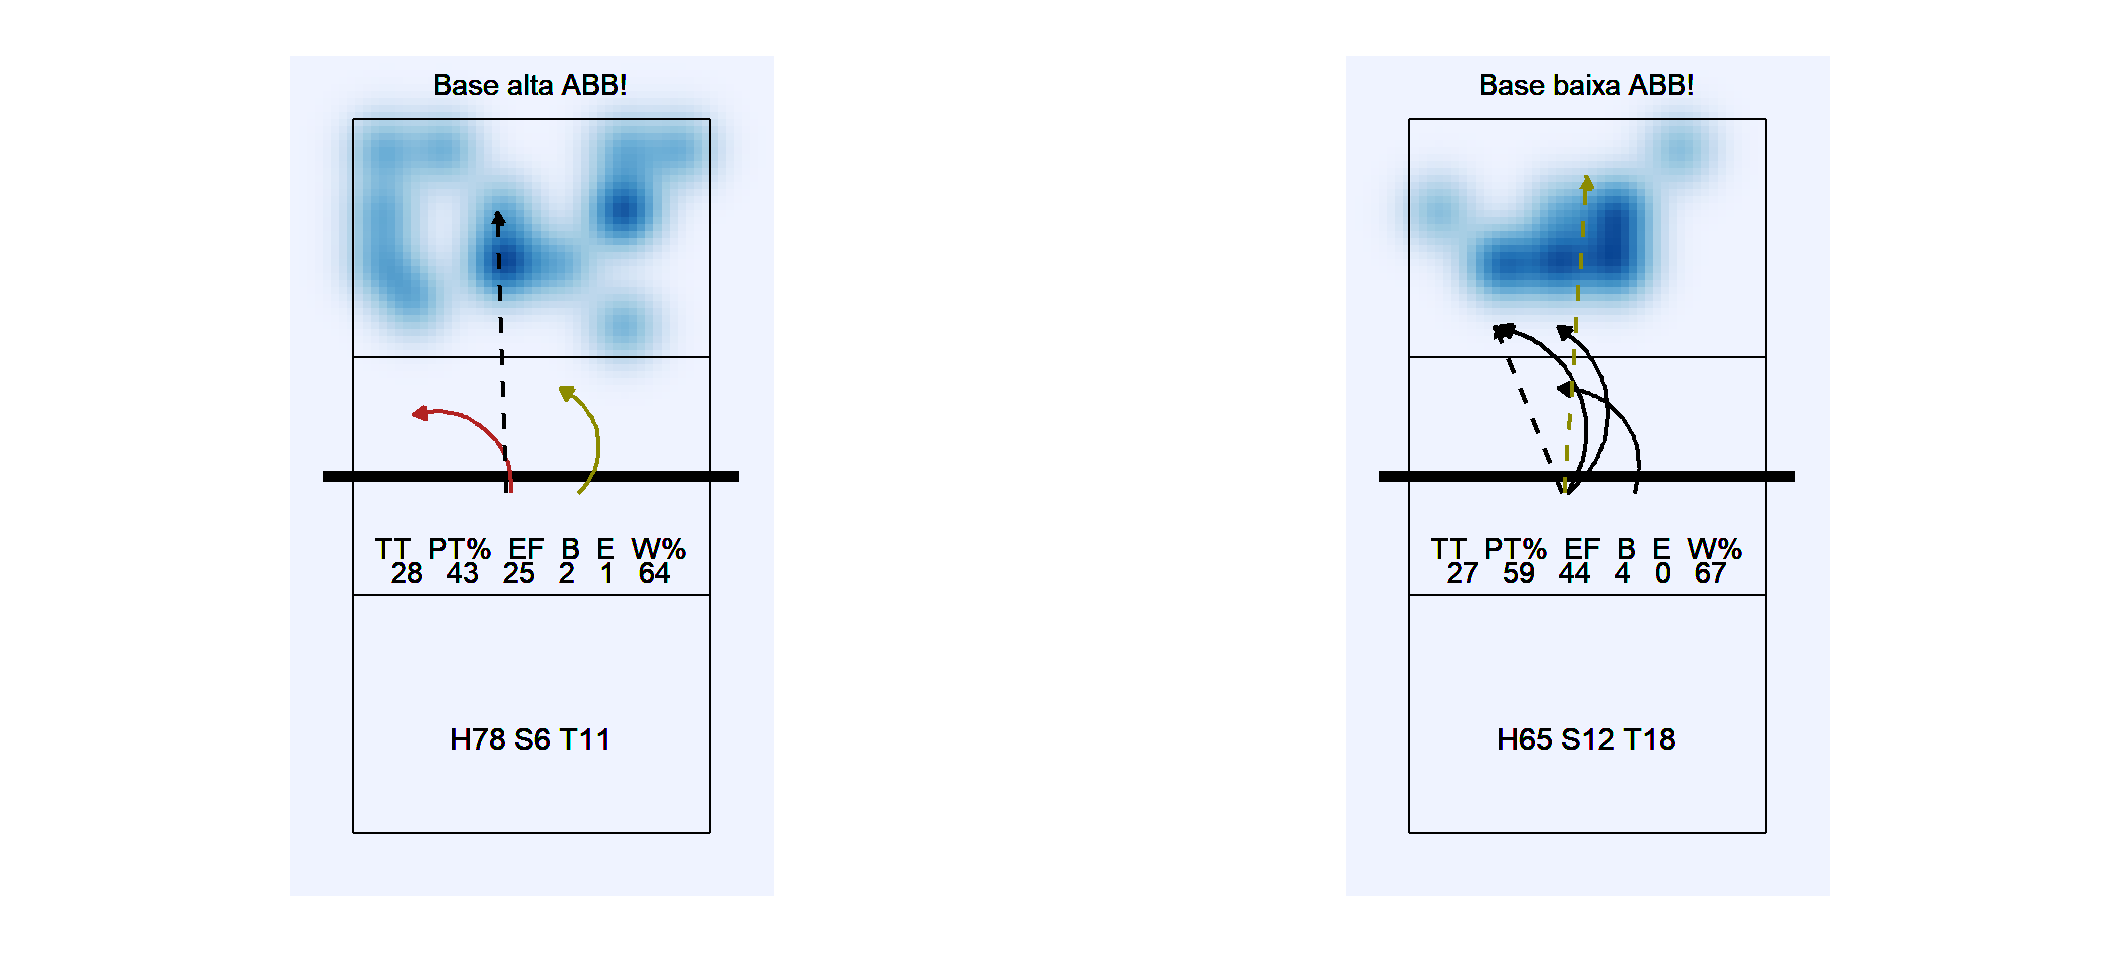 Base alta ABB!
TT PT% EF B E W%
28 43 25 2 1 64
H78 S6 T11
Base baixa ABB!
TT PT% EF B E W%
27 59 44 4 0 67
H65 S12 T18